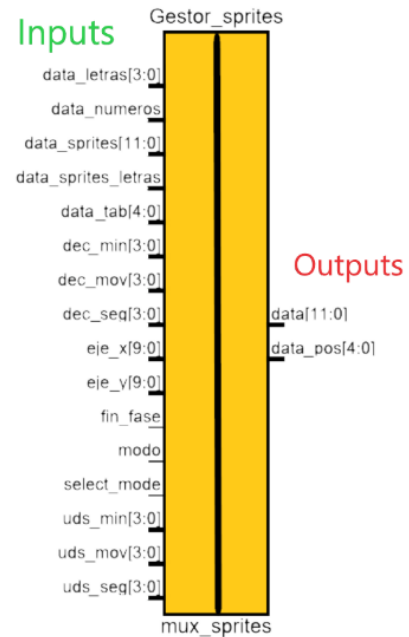 Gestor_sprites
Inputs
data_letras[3:0]
data_numeros
data_sprites[11:0]
data_sprites_letras
data_tab[4:0]
dec_min[3:0]
dec_mov[3:0]
Outputs
dec_seg[3:0]
data[11:0]
eje_x[9:0]
data_pos[4:0]
eje_y[9:0]
fin_fase
modo
select_mode
uds_min[3:0]
uds_mov[3:0]
uds_seg[3:0]
mux_sprites